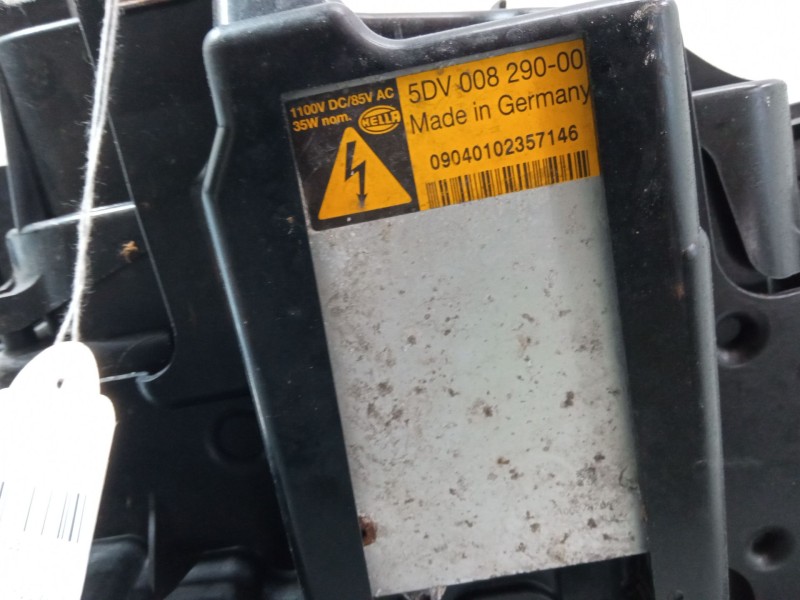 1100V DC/85V AC
35W nom.
HELLA
5DV 008 290-00
Made in Germany
09040102357146